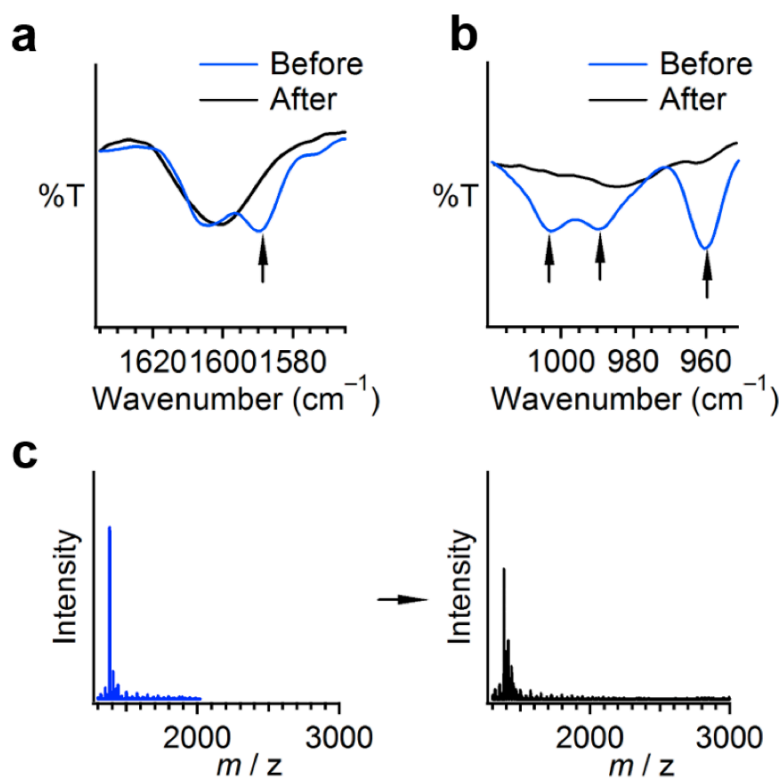 a
Before
After
%T
1620 1600 1580
Wavenumber (cm⁻¹)
b
Before
After
%T
1000 980 960
Wavenumber (cm⁻¹)
c
Intensity
2000 3000
m / z
Intensity
2000 3000
m / z